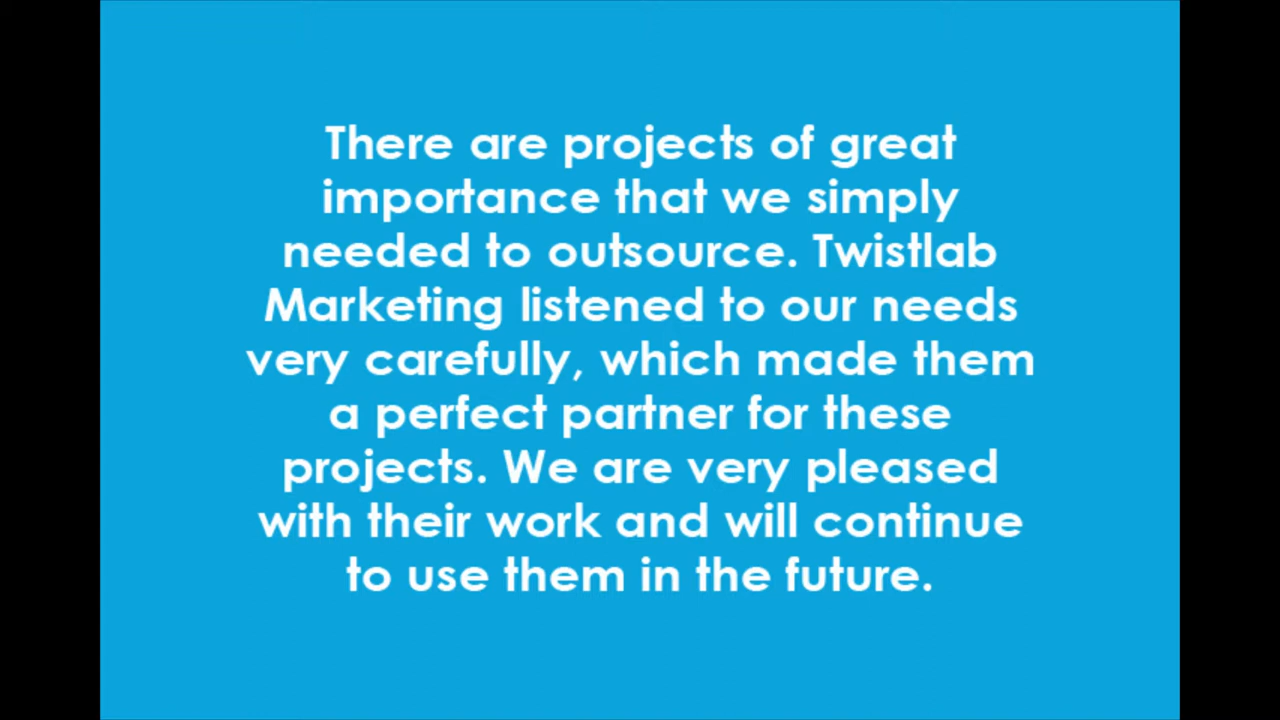 There are projects of great
importance that we simply
needed to outsource. Twistlab
Marketing listened to our needs
very carefully, which made them
a perfect partner for these
projects. We are very pleased
with their work and will continue
to use them in the future.